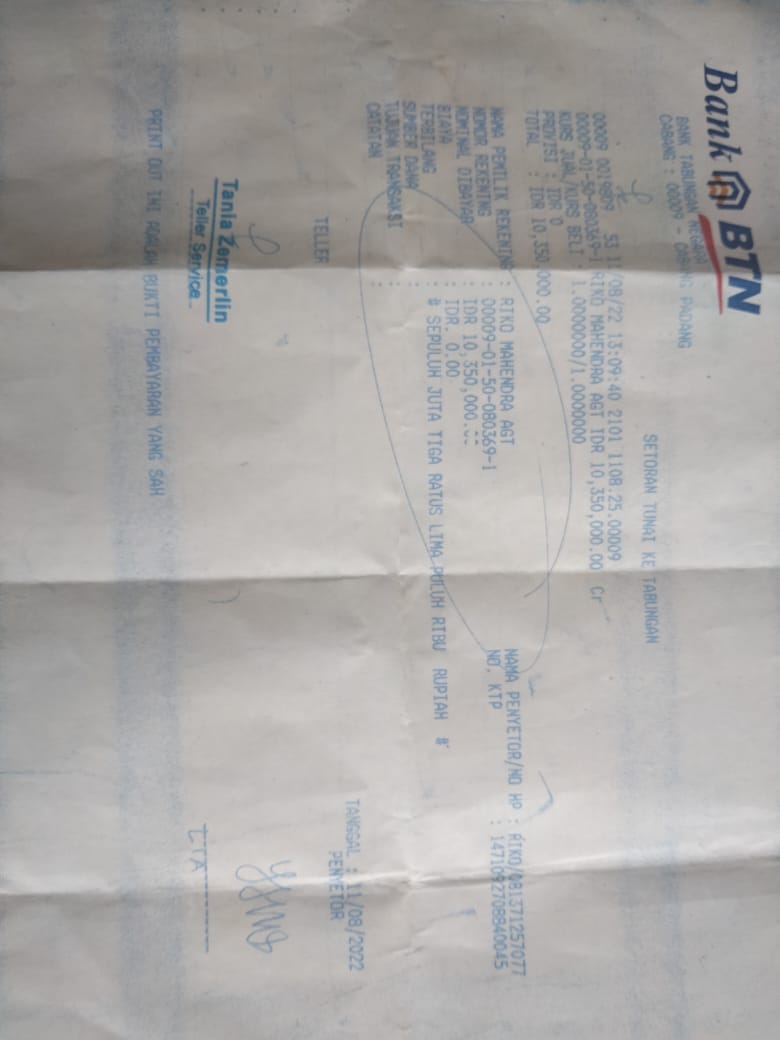 Bank BTN
BANK TABUNGAN NEGARA
CABANG : 00009 - CABANG PADANG
SETORAN TUNAI KE TABUNGAN
00009 0019809 53 11/08/22 13:09:40 2101 1108.25.00009
00009-01-50-080369-1 RIKO MAHENDRA AGT IDR 10,350,000.00 Cr
KURS JUAL/KURS BELI : 1.0000000/1.0000000
PROVISI : IDR 0
TOTAL : IDR 10,350,000.00
NAMA PENYETOR/NO HP : RIKO/081371257077
NO. KTP : 1471092708840045
NAMA PEMILIK REKENING : RIKO MAHENDRA AGT
NOMOR REKENING : 00009-01-50-080369-1
NOMINAL DIBAYAR : IDR 10,350,000.--
BIAYA : IDR. 0.00
TERBILANG : # SEPULUH JUTA TIGA RATUS LIMA PULUH RIBU RUPIAH #
SUMBER DANA :
TUJUAN TRANSAKSI :
CATATAN :
TANGGAL : 11/08/2022
TELLER PENYETOR
Tania Zemerlin
Teller Service
PRINT OUT INI ADALAH BUKTI PEMBAYARAN YANG SAH